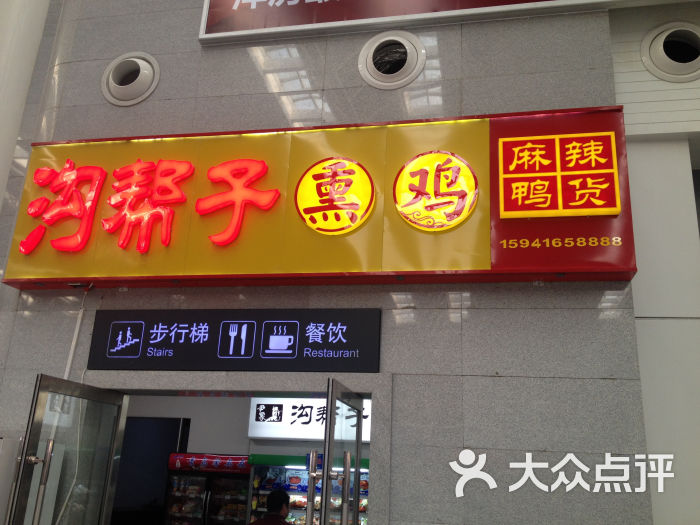 沟帮子熏鸡
麻辣
鸭货
15941658888
步行梯
Stairs
餐饮
Restaurant
沟帮子
大众点评